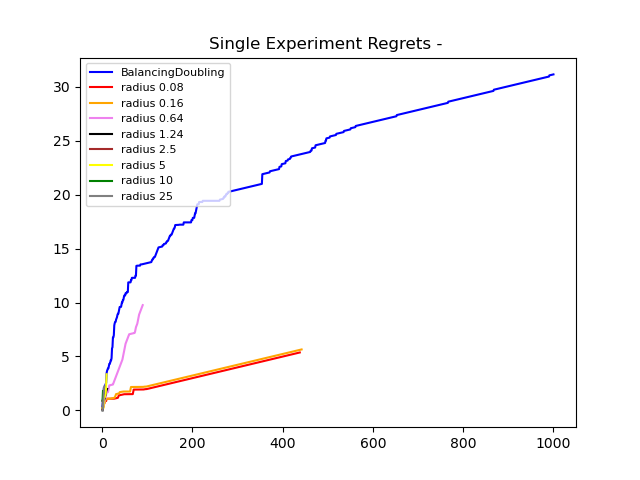 Single Experiment Regrets -
BalancingDoubling
radius 0.08
radius 0.16
radius 0.64
radius 1.24
radius 2.5
radius 5
radius 10
radius 25
30
25
20
15
10
5
0
0 200 400 600 800 1000